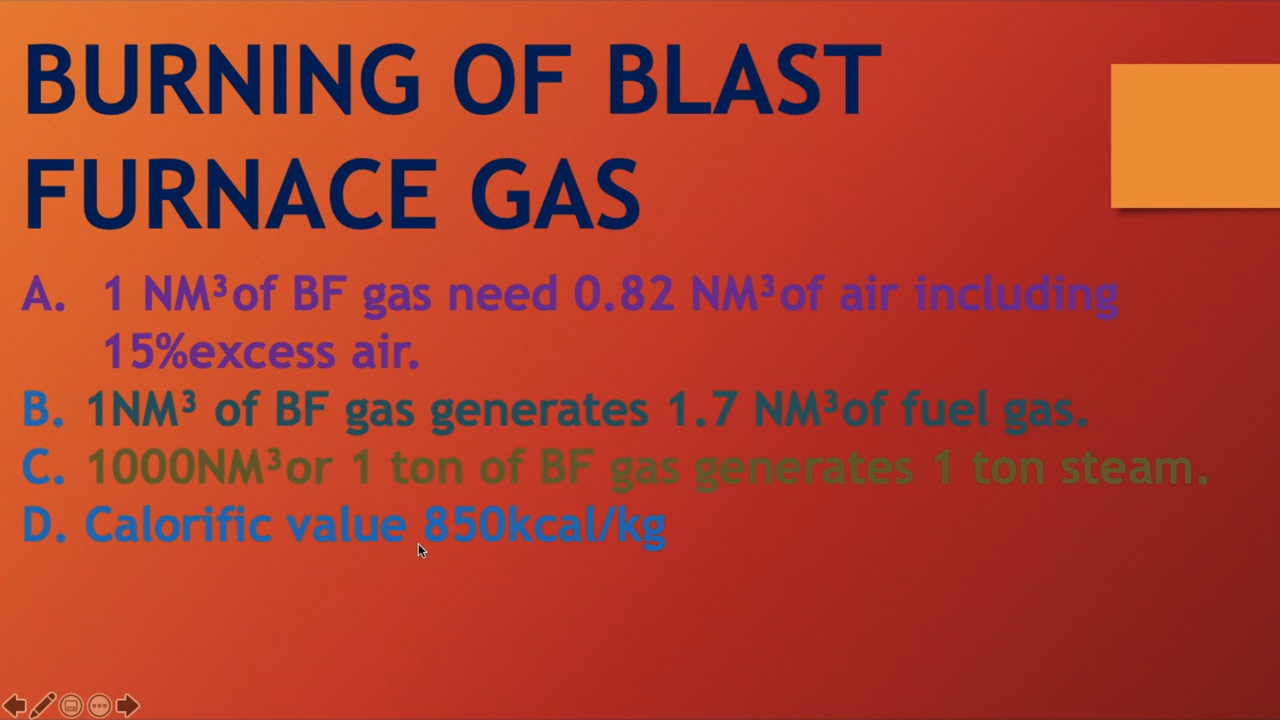 BURNING OF BLAST
FURNACE GAS
A. 1 NM³of BF gas need 0.82 NM³of air including
15%excess air.
B. 1NM³ of BF gas generates 1.7 NM³of fuel gas.
C. 1000NM³or 1 ton of BF gas generates 1 ton steam.
D. Calorific value 850kcal/kg